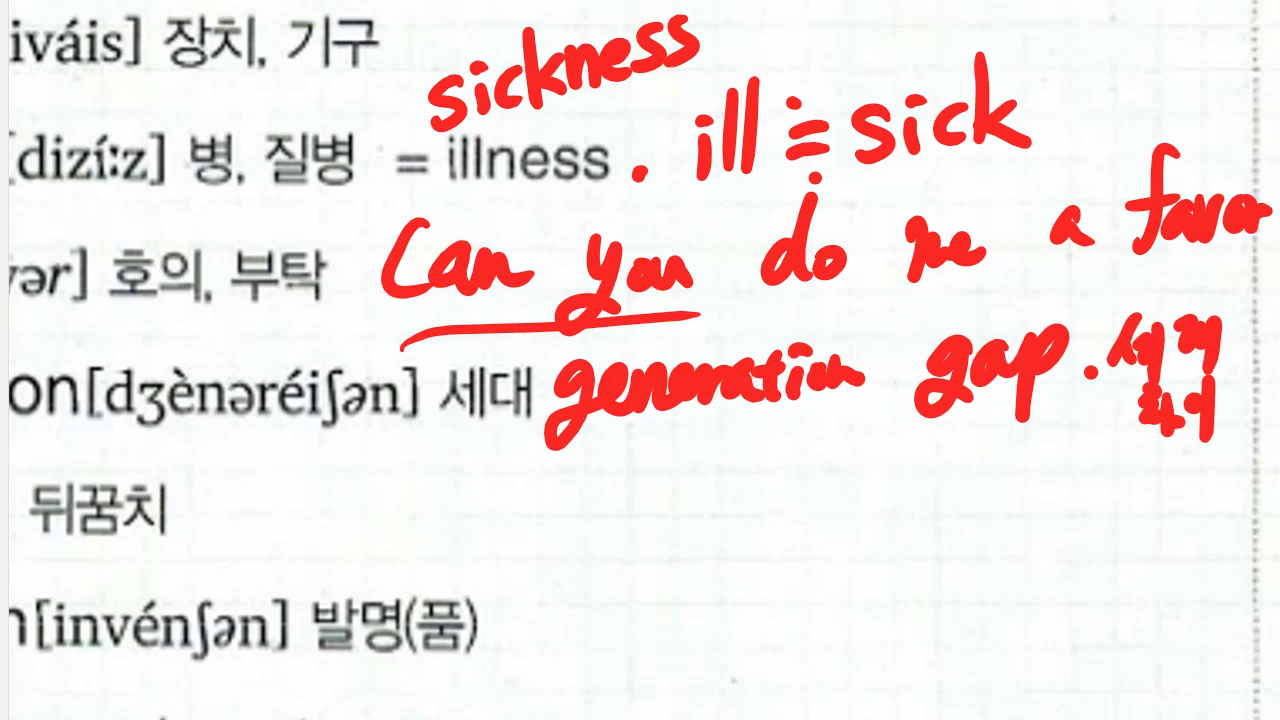 iváis] 장치, 기구
sickness
[dizíːz] 병, 질병 = illness . ill ≒ sick
vər] 호의, 부탁 Can you do me a favor
on[dʒènəréiʃən] 세대 generation gap .
뒤꿈치
n[invénʃən] 발명(품)